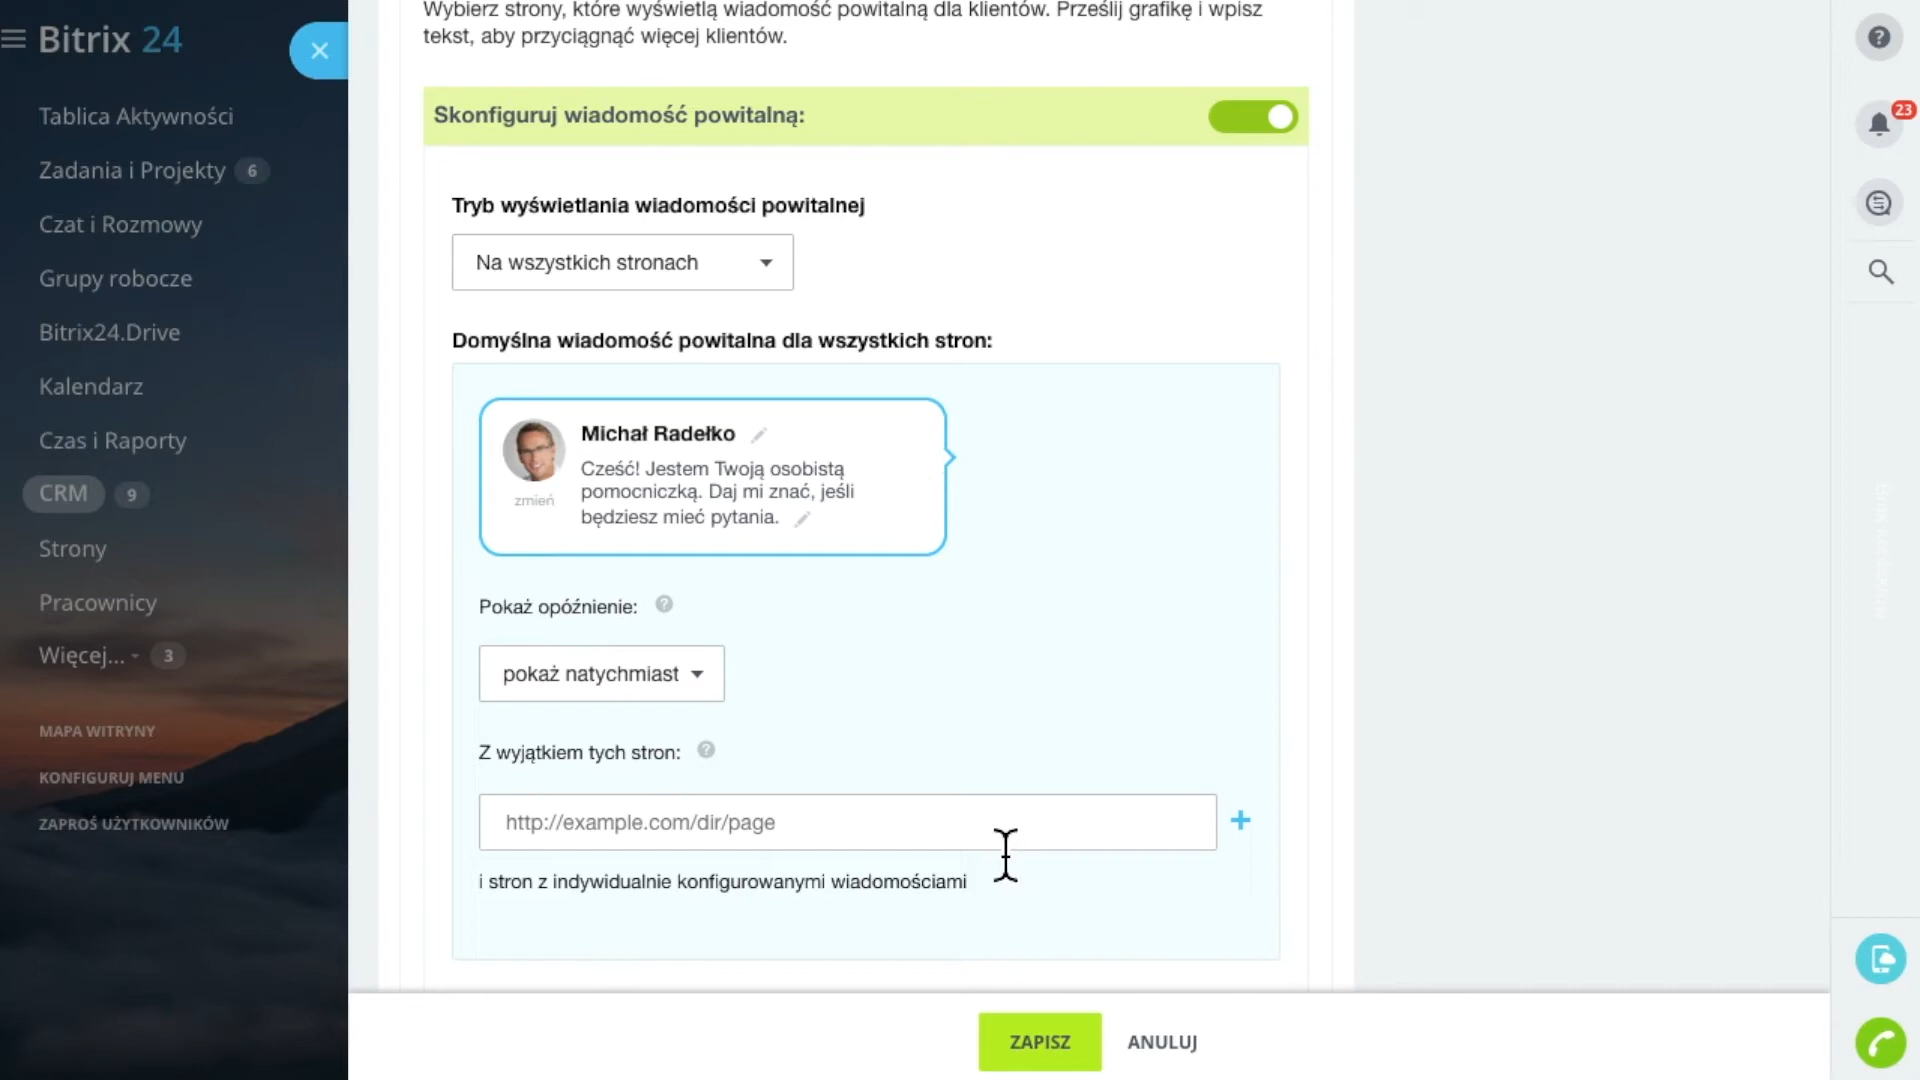 Bitrix 24
Tablica Aktywności
Zadania i Projekty 6
Czat i Rozmowy
Grupy robocze
Bitrix24.Drive
Kalendarz
Czas i Raporty
CRM 9
Strony
Pracownicy
Więcej... 3
MAPA WITRYNY
KONFIGURUJ MENU
ZAPROŚ UŻYTKOWNIKÓW
Wybierz strony, które wyświetlą wiadomość powitalną dla klientów. Prześlij grafikę i wpisz
tekst, aby przyciągnąć więcej klientów.
Skonfiguruj wiadomość powitalną:
Tryb wyświetlania wiadomości powitalnej
Na wszystkich stronach
Domyślna wiadomość powitalna dla wszystkich stron:
Michał Radełko
zmień
Cześć! Jestem Twoją osobistą
pomocniczką. Daj mi znać, jeśli
będziesz mieć pytania.
Pokaż opóźnienie: ?
pokaż natychmiast
Z wyjątkiem tych stron: ?
http://example.com/dir/page
+
i stron z indywidualnie konfigurowanymi wiadomościami
ZAPISZ
ANULUJ
?
23